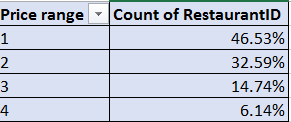 Price range Count of RestaurantID
1 46.53%
2 32.59%
3 14.74%
4 6.14%